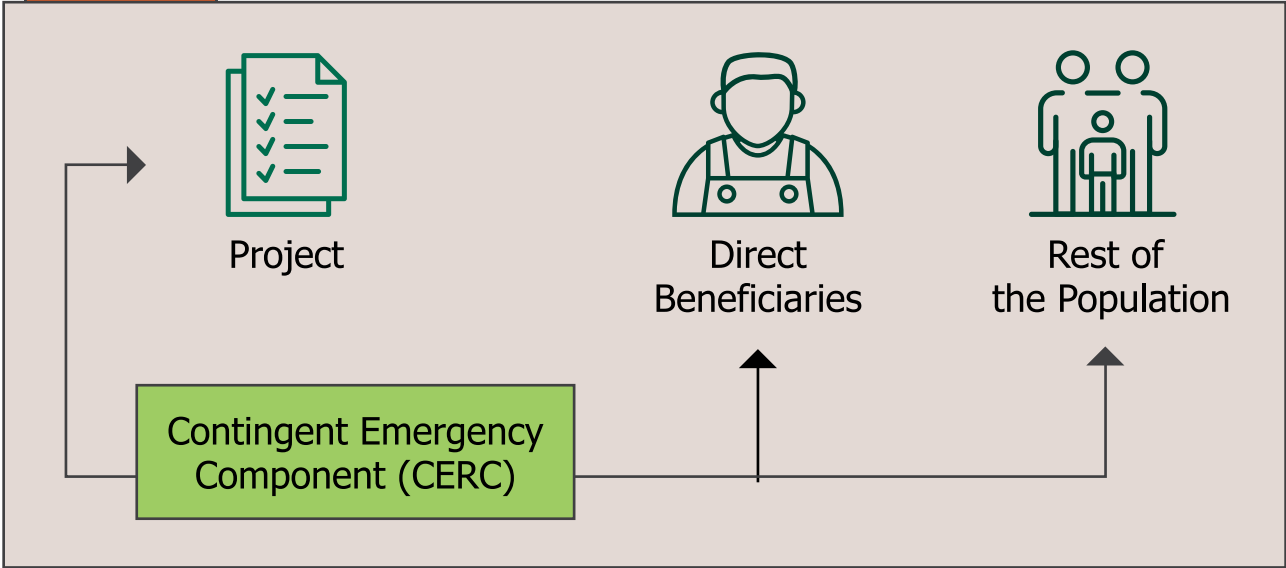 Project
Direct
Beneficiaries
Rest of
the Population
Contingent Emergency
Component (CERC)